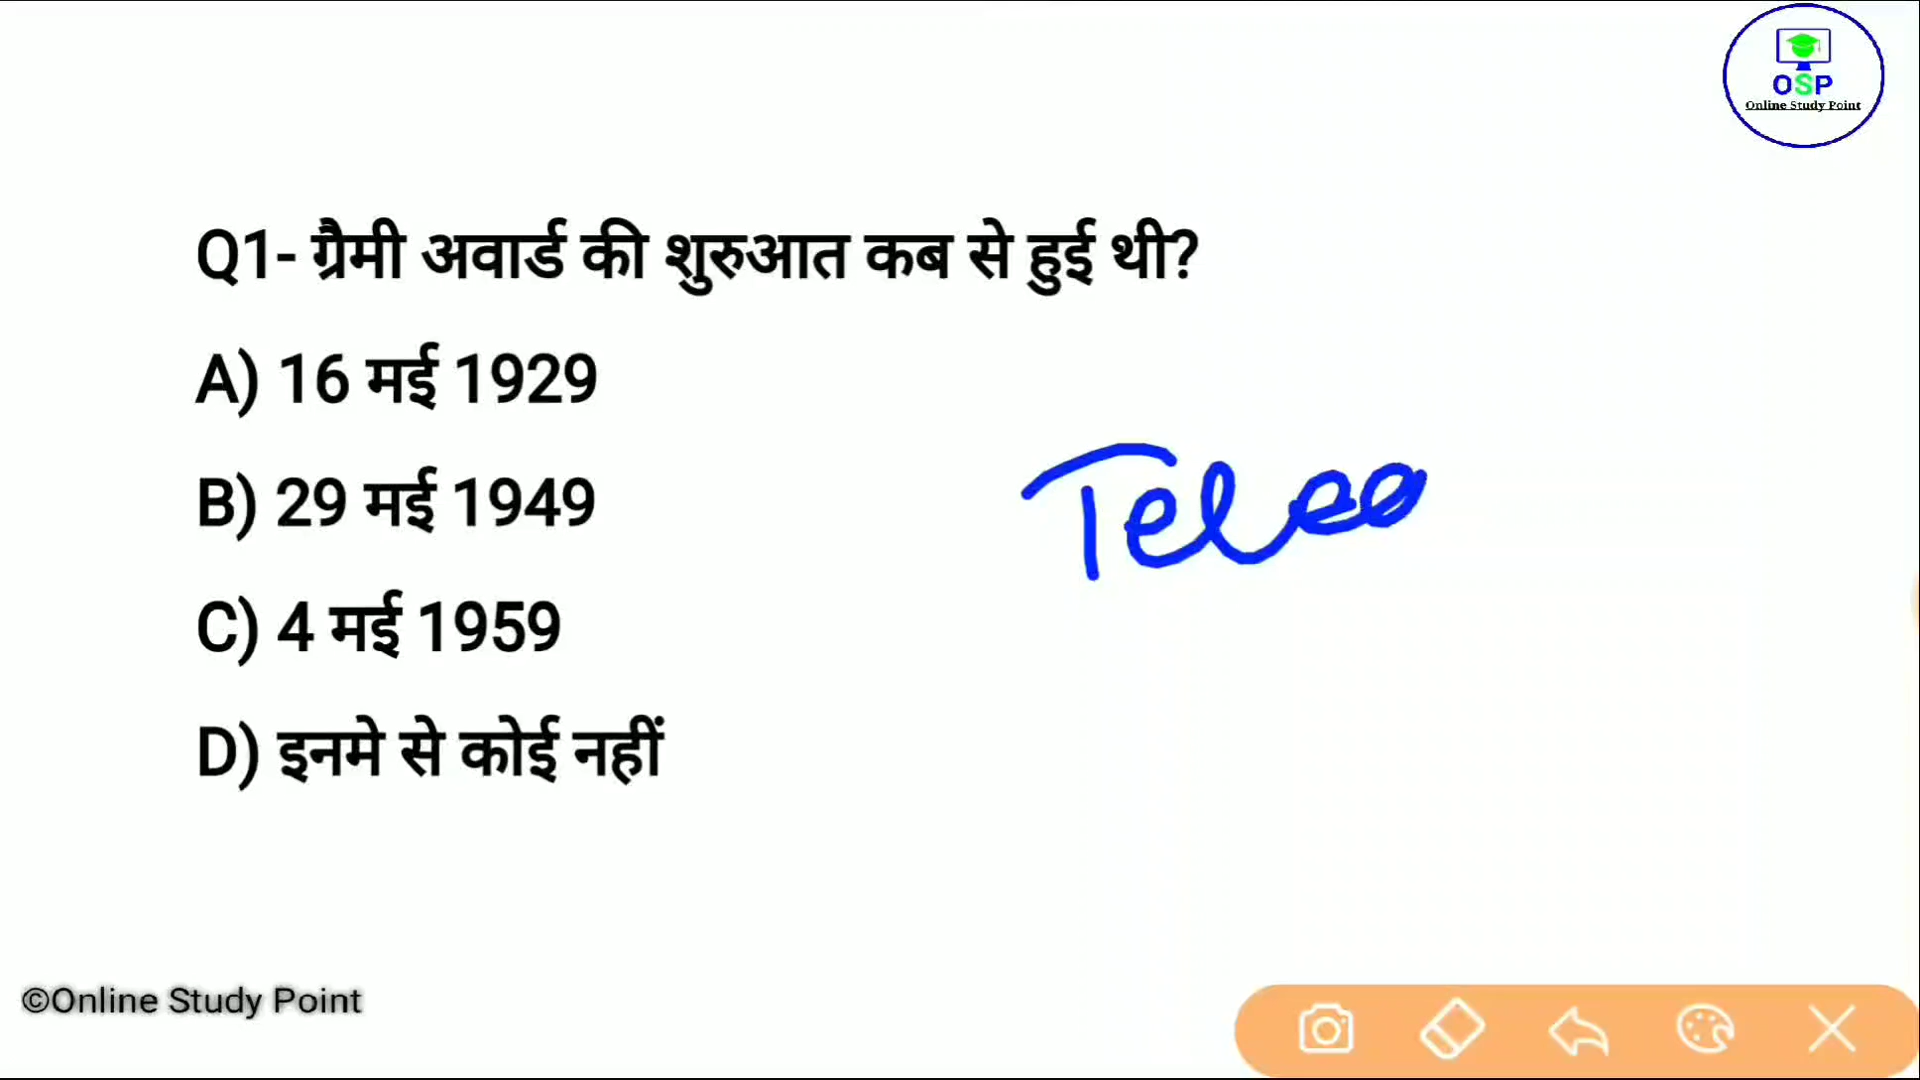 OSP
Online Study Point
Q1- ग्रैमी अवार्ड की शुरुआत कब से हुई थी?
A) 16 मई 1929
B) 29 मई 1949
C) 4 मई 1959
D) इनमे से कोई नहीं
©Online Study Point